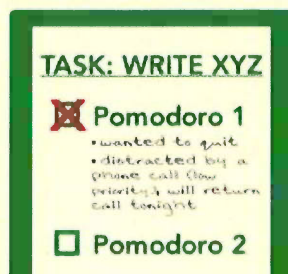 TASK: WRITE XYZ
Pomodoro 1
• wanted to quit
• distracted by a
phone call (low
priority) will return
call tonight
Pomodoro 2